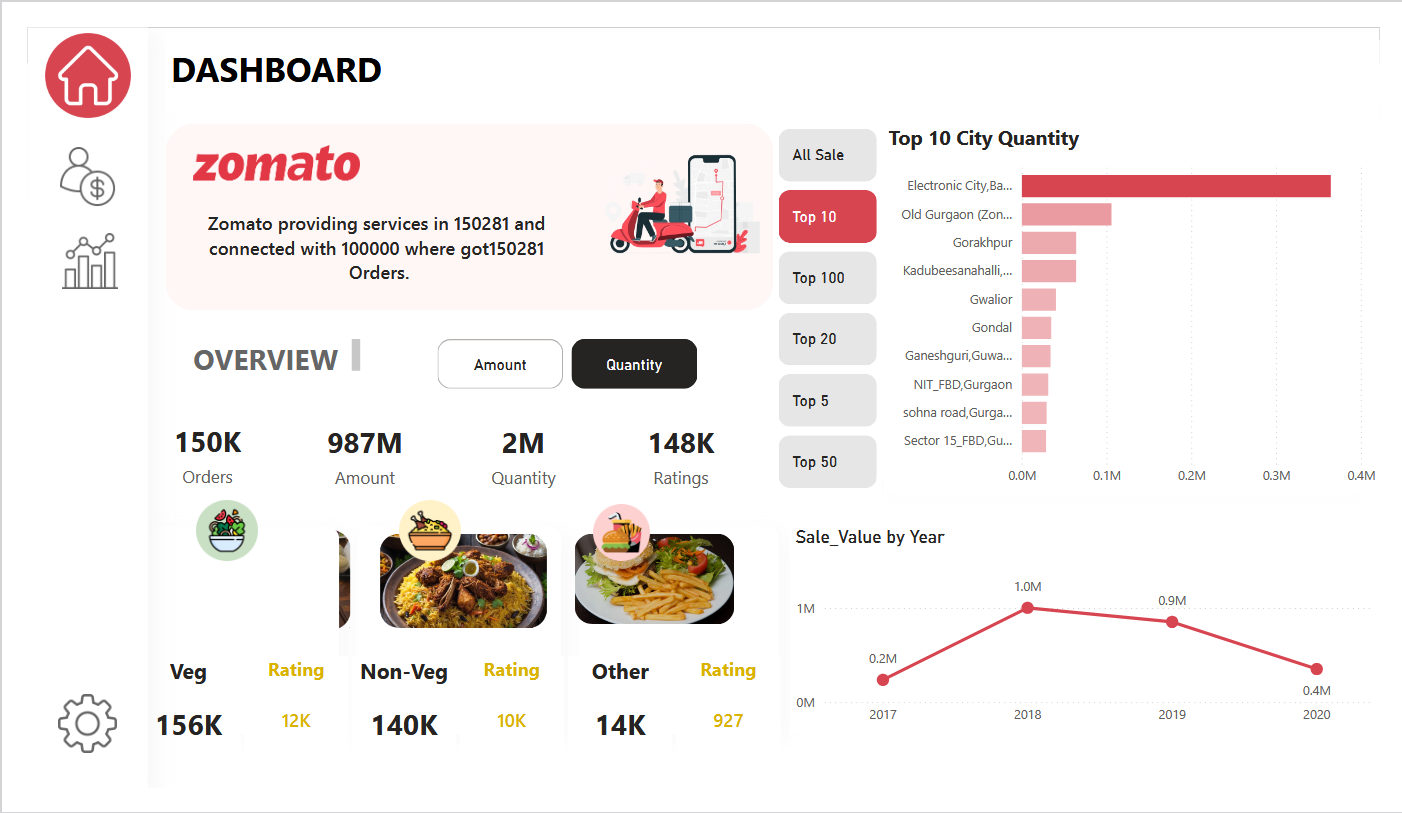 DASHBOARD
zomato
Zomato providing services in 150281 and
connected with 100000 where got150281
Orders.
OVERVIEW
Amount
Quantity
150K
Orders
987M
Amount
2M
Quantity
148K
Ratings
Veg
Rating
156K
12K
Non-Veg
Rating
140K
10K
Other
Rating
14K
927
All Sale
Top 10
Top 100
Top 20
Top 5
Top 50
Top 10 City Quantity
Electronic City,Ba...
Old Gurgaon (Zon...
Gorakhpur
Kadubeesanahalli,...
Gwalior
Gondal
Ganeshguri,Guwa...
NIT_FBD,Gurgaon
sohna road,Gurga...
Sector 15_FBD,Gu...
0.0M 0.1M 0.2M 0.3M 0.4M
Sale_Value by Year
1M
0M
0.2M
1.0M
0.9M
0.4M
2017 2018 2019 2020